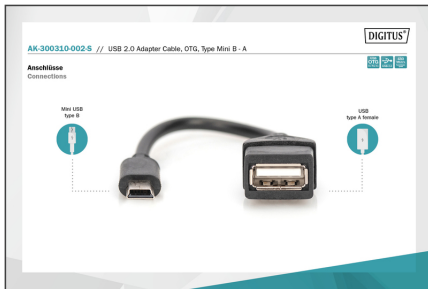 DIGITUS®
AK-300310-002-S // USB 2.0 Adapter Cable, OTG, Type Mini B - A
Anschlüsse
Connections
OTG
Mini USB
type B
USB
type A female